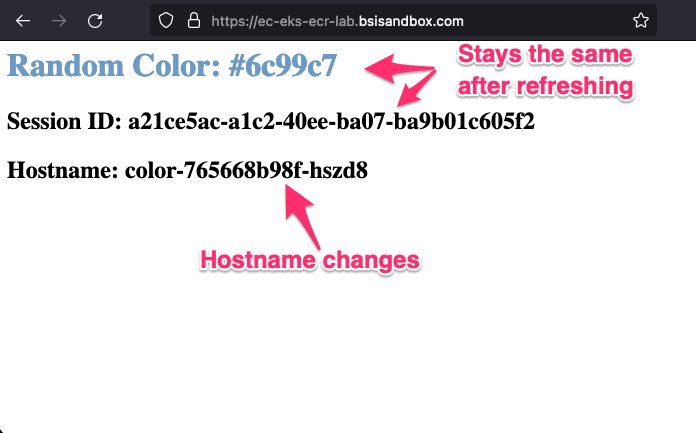 https://ec-eks-ecr-lab.bsisandbox.com
Random Color: #6c99c7
Stays the same
after refreshing
Session ID: a21ce5ac-a1c2-40ee-ba07-ba9b01c605f2
Hostname: color-765668b98f-hszd8
Hostname changes